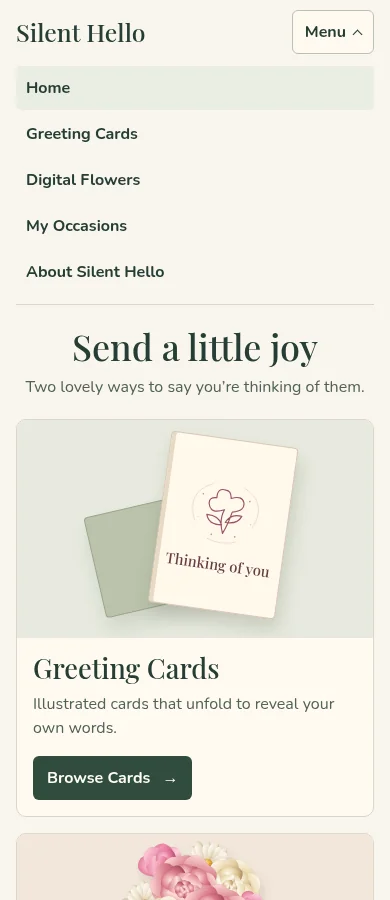 Silent Hello
Menu
Home
Greeting Cards
Digital Flowers
My Occasions
About Silent Hello
Send a little joy
Two lovely ways to say you’re thinking of them.
Thinking of you
Greeting Cards
Illustrated cards that unfold to reveal your
own words.
Browse Cards →